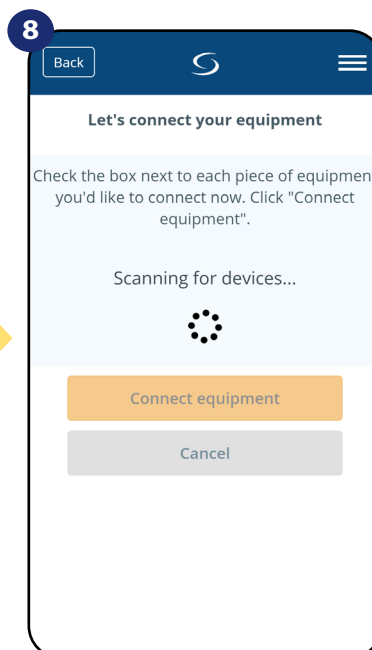 8
Back
Let's connect your equipment
Check the box next to each piece of equipmen
you'd like to connect now. Click "Connect
equipment".
Scanning for devices...
Connect equipment
Cancel